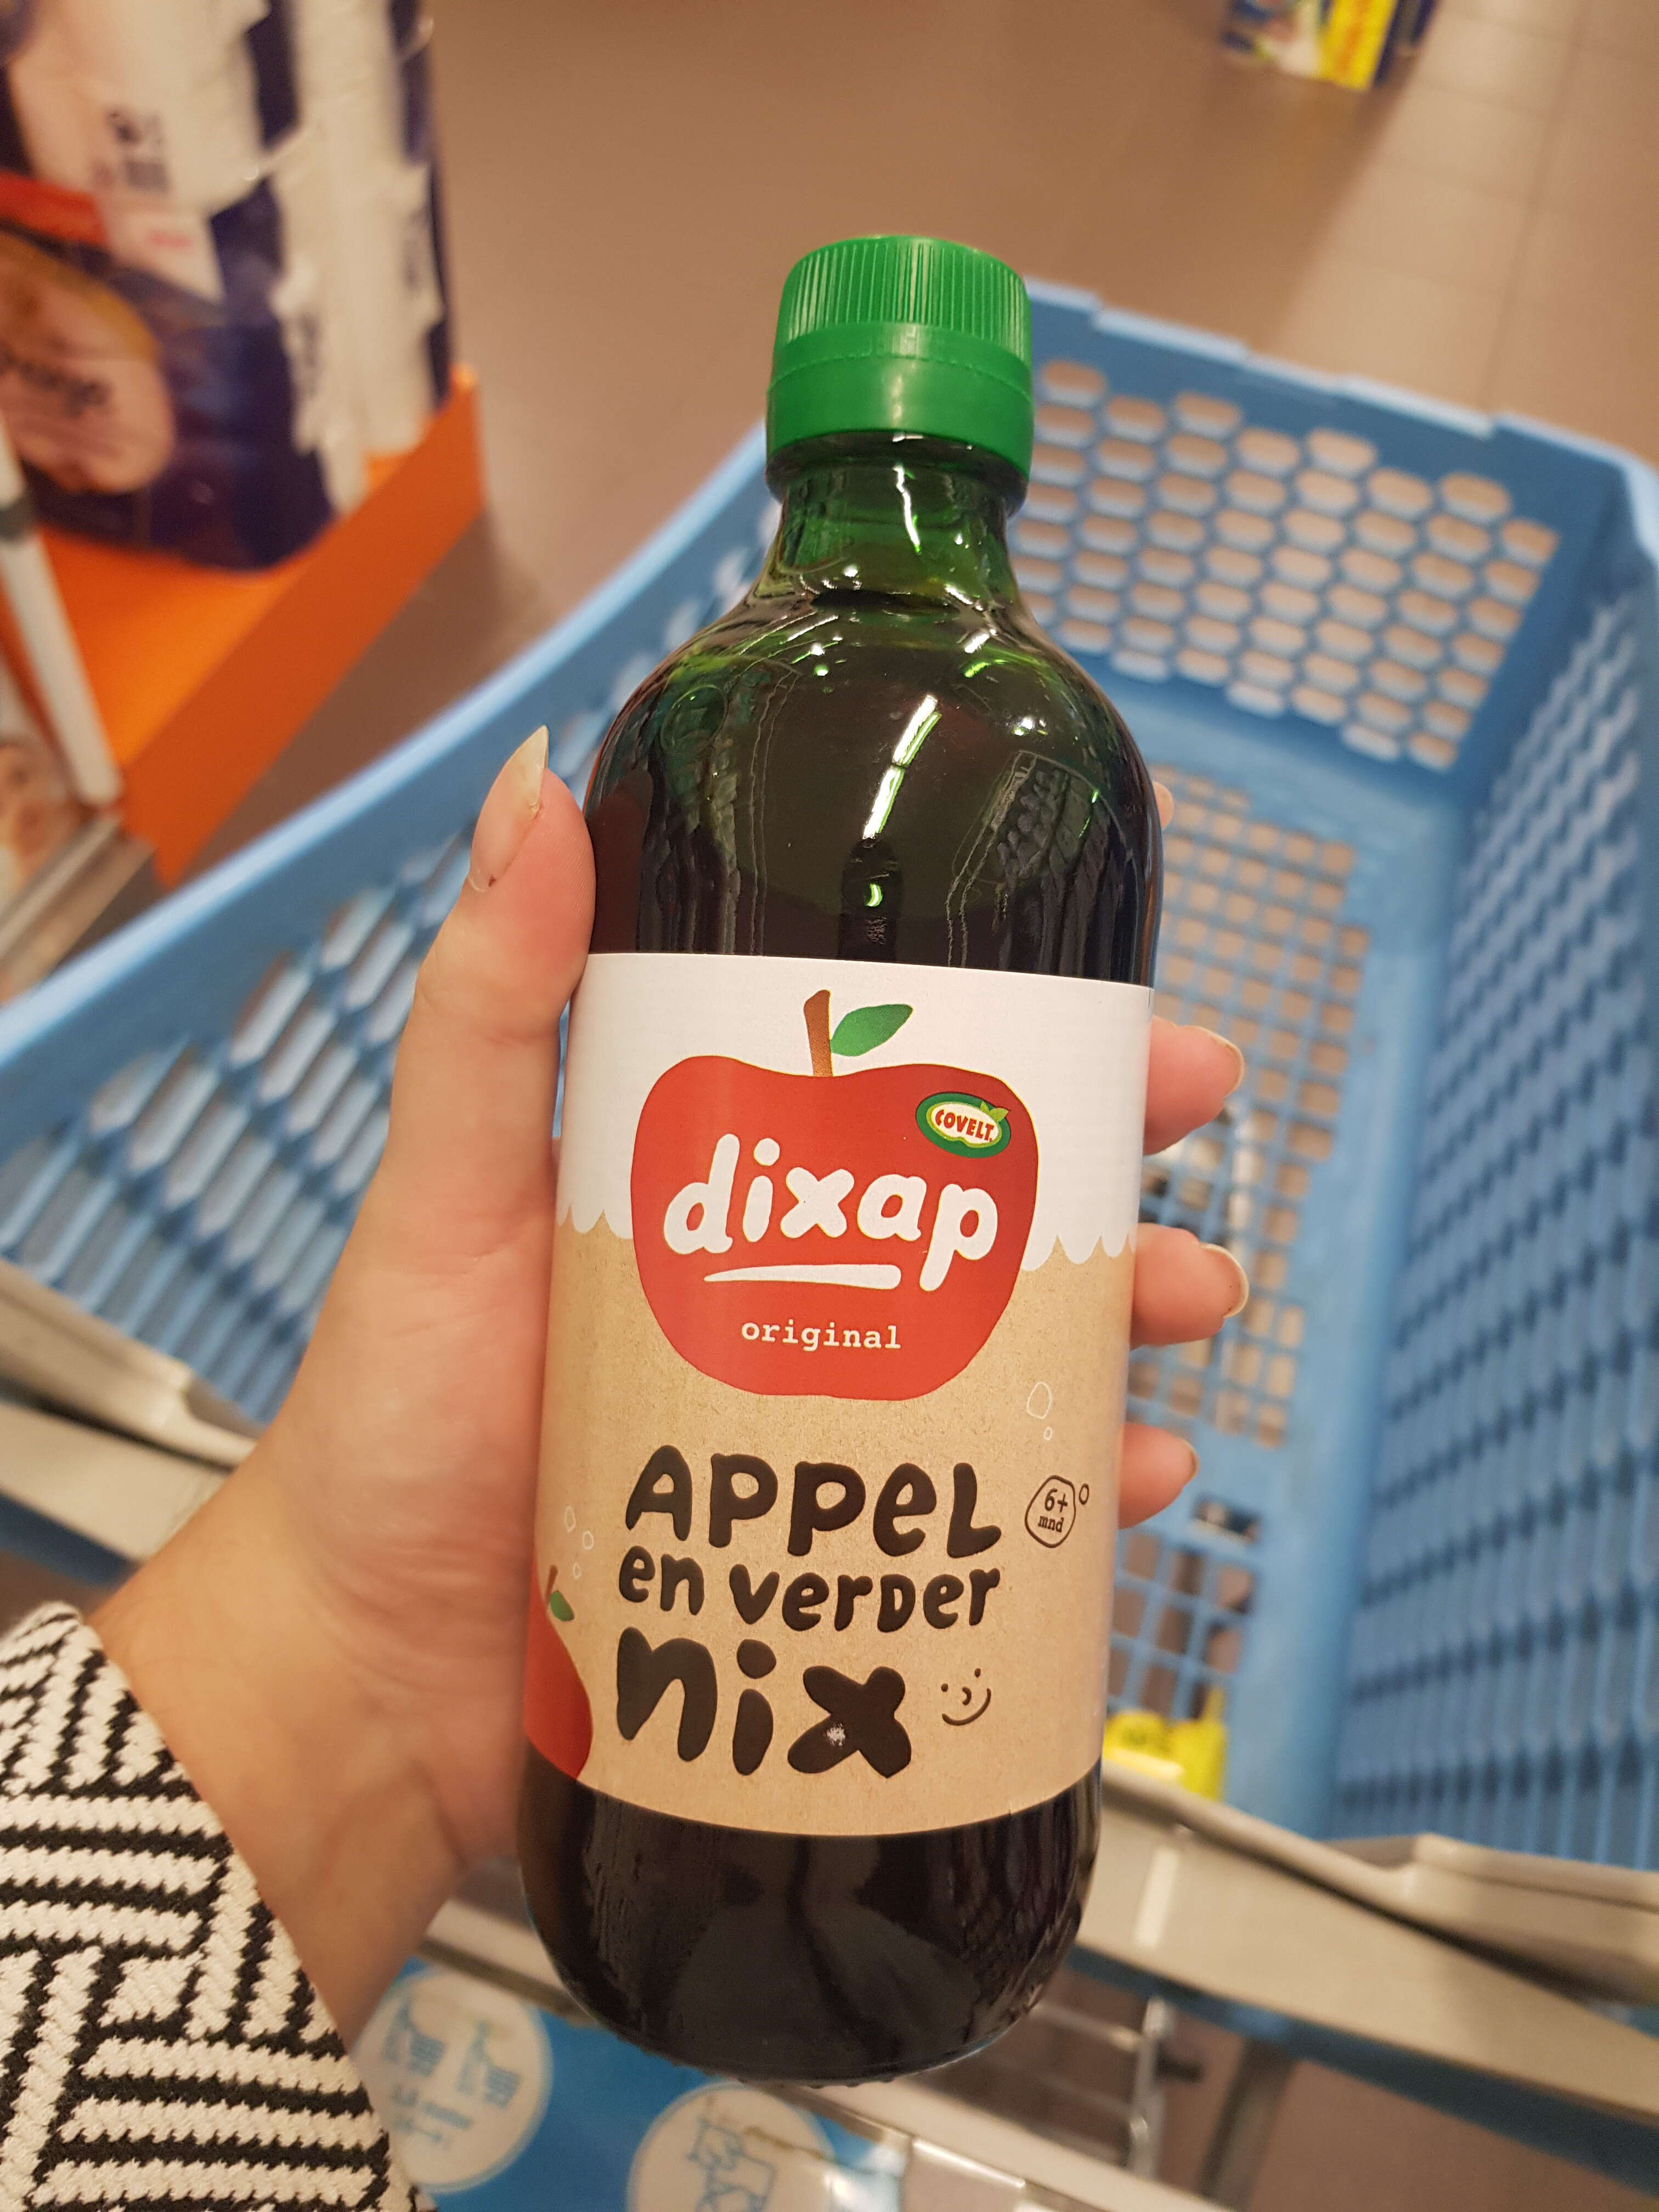 COVELT
dixap
original
APPEL
en verder
nix
6+
mnd